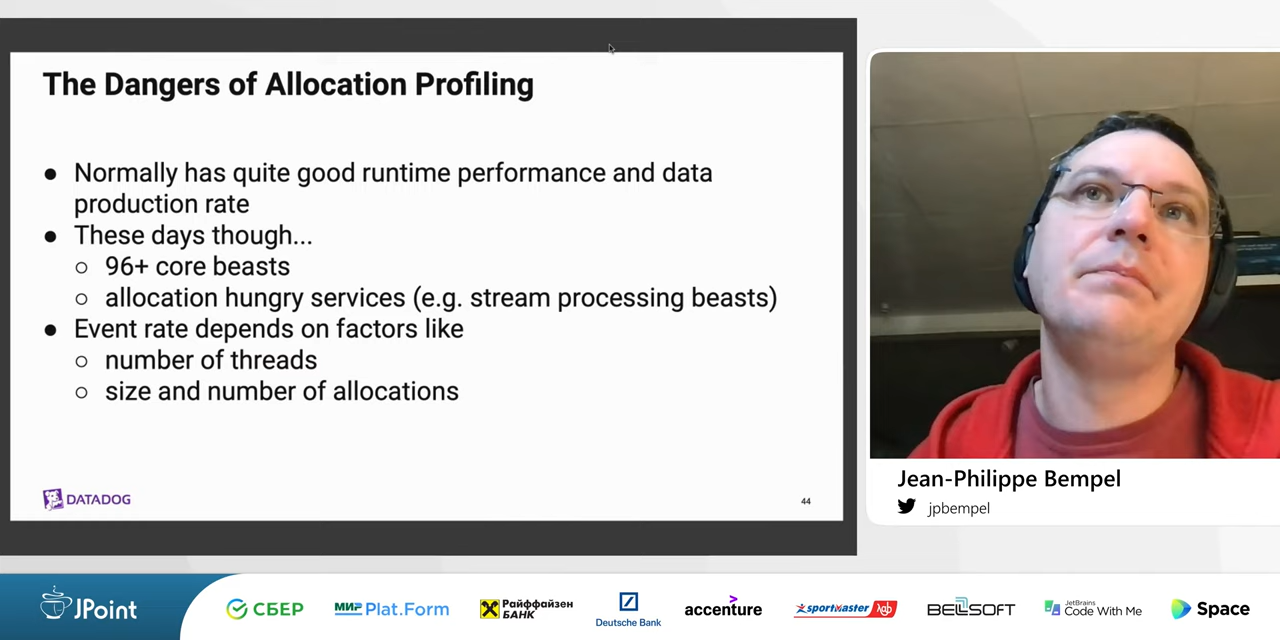 The Dangers of Allocation Profiling
● Normally has quite good runtime performance and data
production rate
● These days though...
○ 96+ core beasts
○ allocation hungry services (e.g. stream processing beasts)
● Event rate depends on factors like
○ number of threads
○ size and number of allocations
DATADOG
44
Jean-Philippe Bempel
jpbempel
JPoint
СБЕР
МИР Plat.Form
Райффайзен
БАНК
Deutsche Bank
accenture
sportmaster lab
BELLSOFT
JetBrains
Code With Me
Space